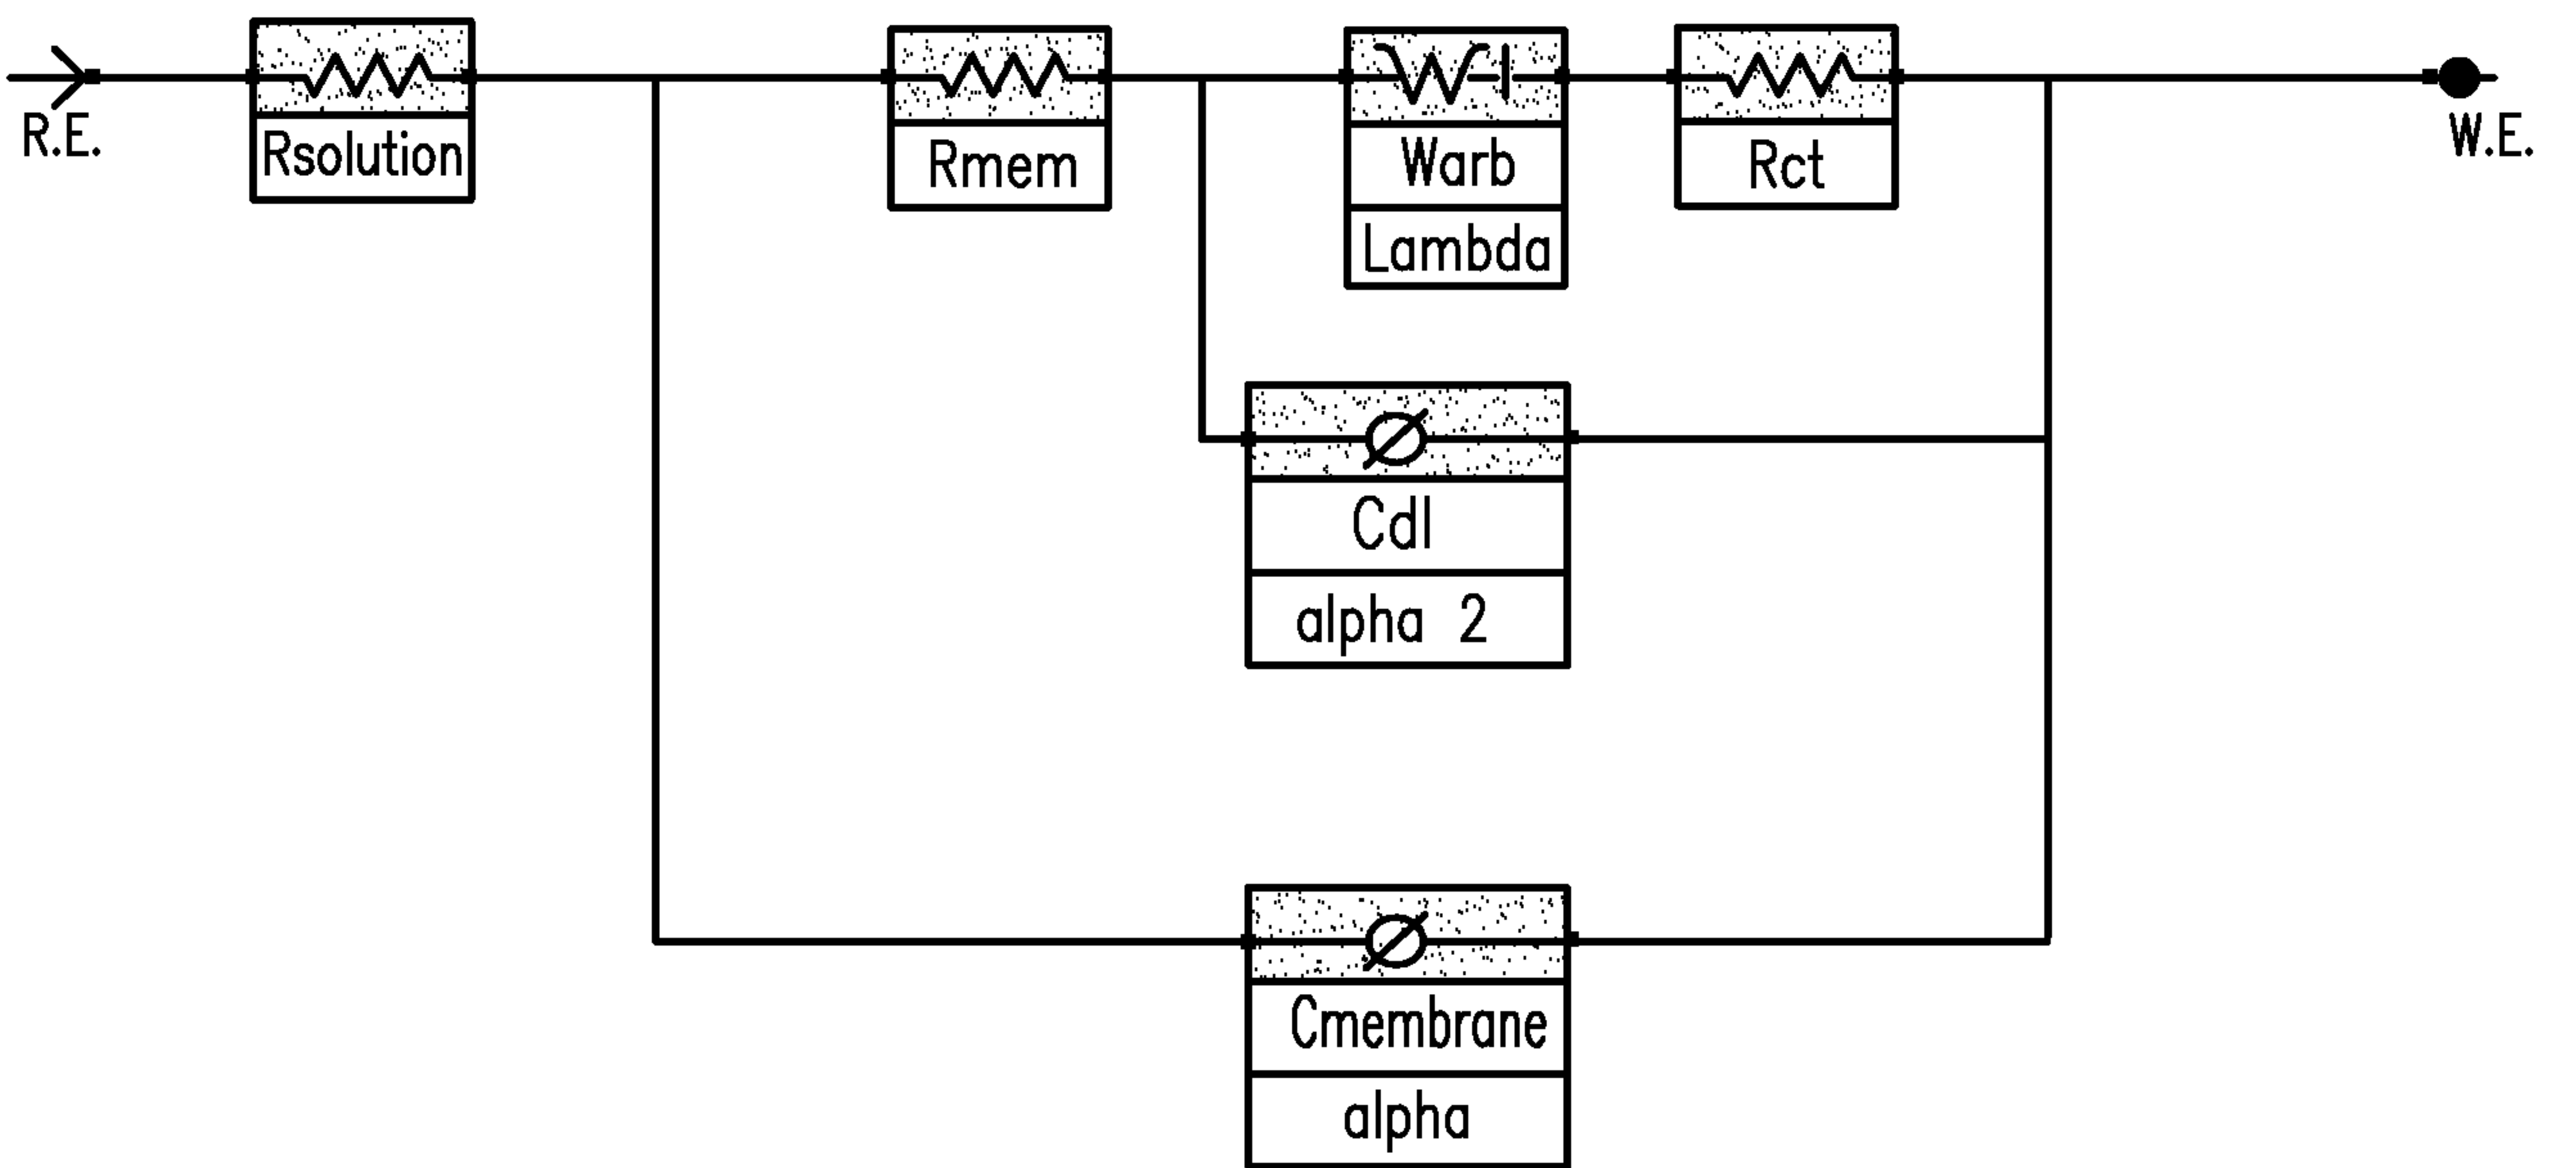 R.E.
Rsolution
Rmem
Warb
Lambda
Rct
W.E.
Cdl
alpha 2
Cmembrane
alpha